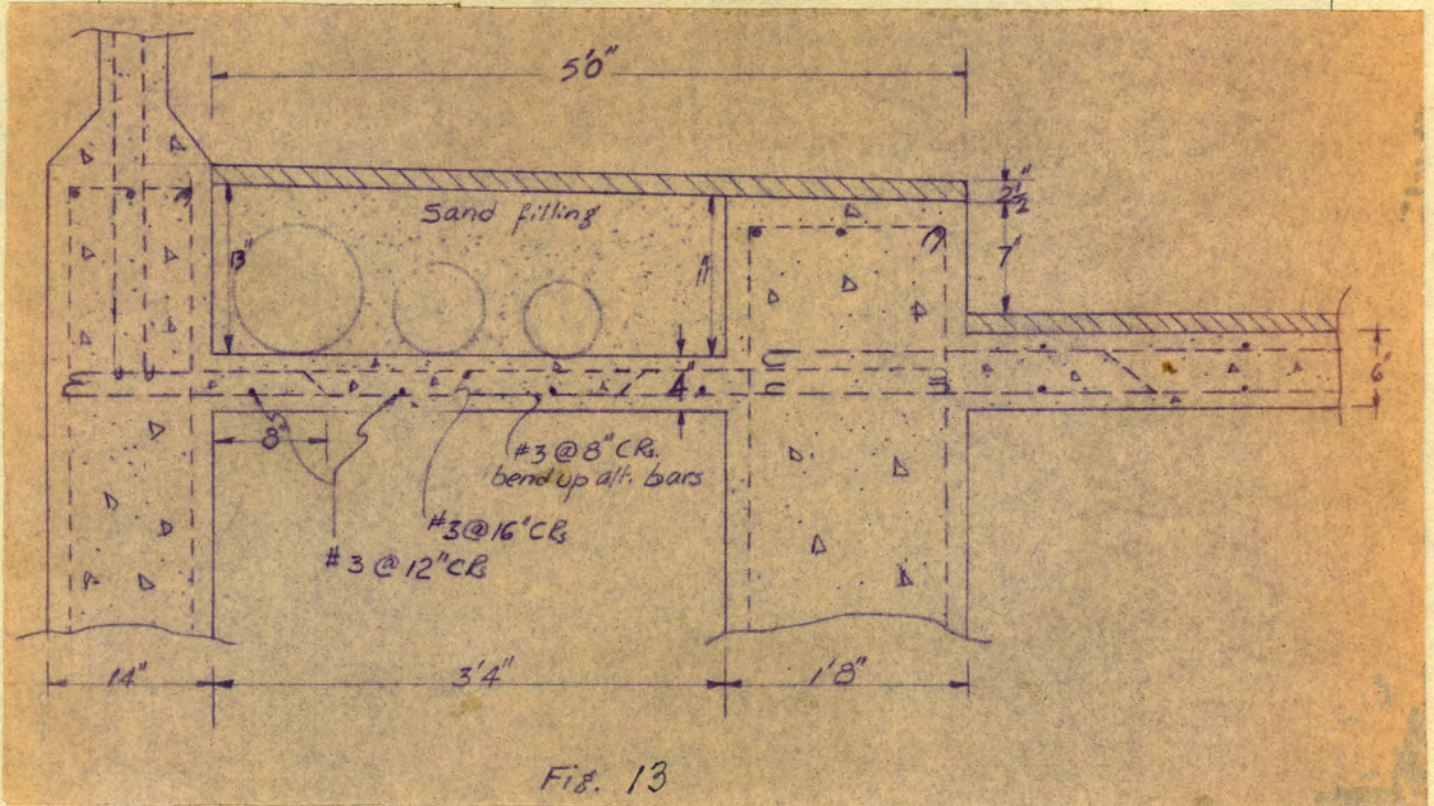 5'0"
2½"
Sand filling
13"
11"
7"
4"
6"
8"
#3 @ 8" CRs.
bend up alt. bars
#3 @ 16" CRs
#3 @ 12" CRs
14"
3'4"
1'8"
Fig. 13